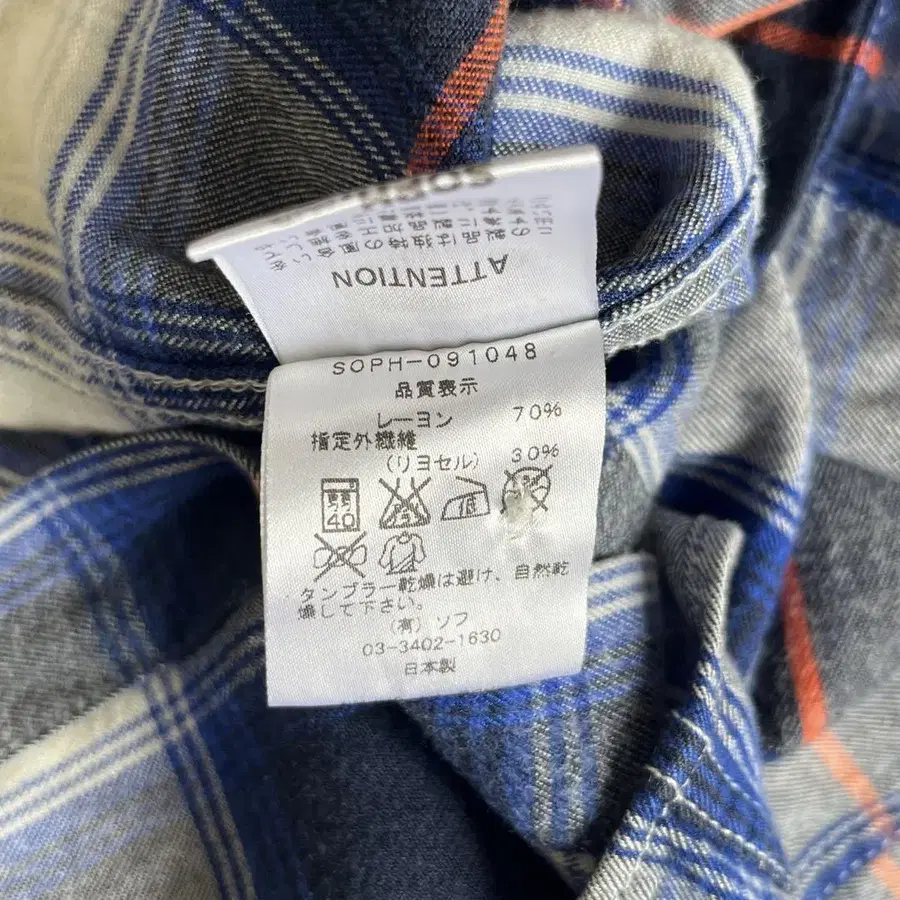 ATTENTION
SOPH-091048
品質表示
レーヨン 70%
指定外繊維
(リヨセル) 30%
40
低
タンブラー乾燥は避け、自然乾
燥して下さい。
(有) ソフ
03-3402-1630
日本製